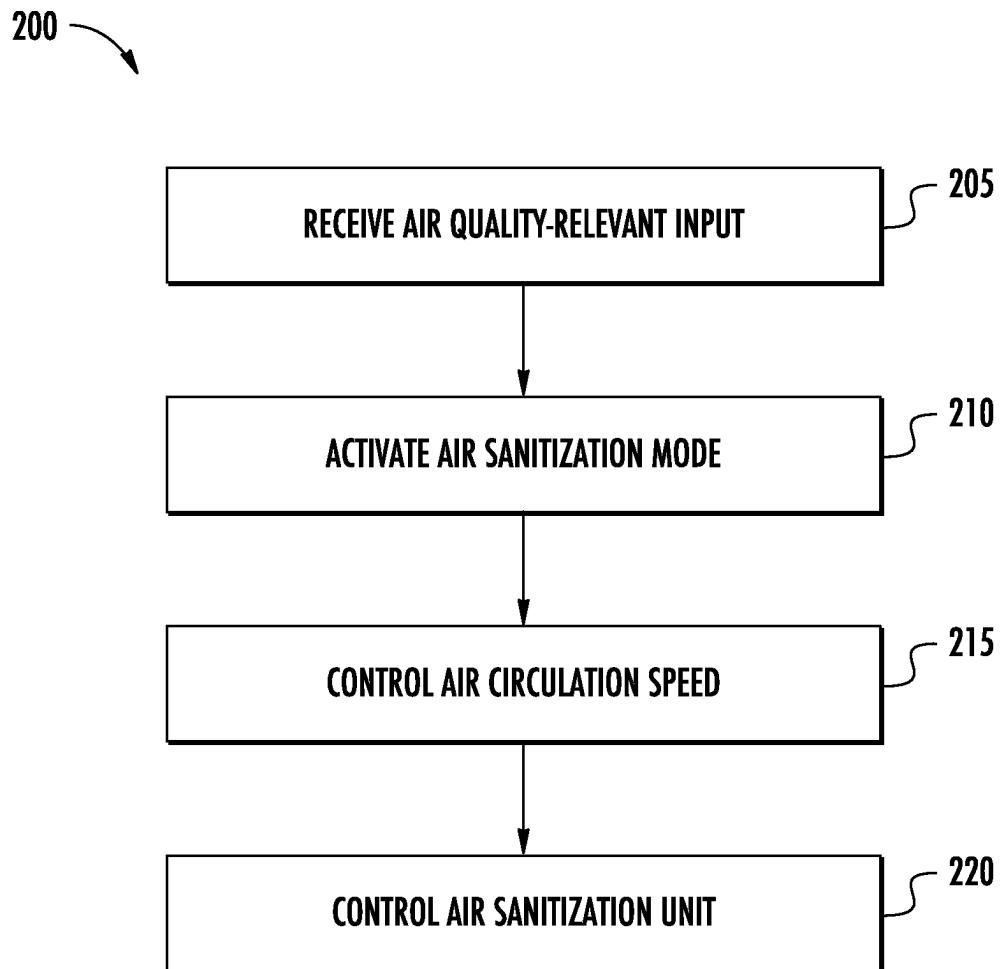 200
RECEIVE AIR QUALITY-RELEVANT INPUT
205
ACTIVATE AIR SANITIZATION MODE
210
CONTROL AIR CIRCULATION SPEED
215
CONTROL AIR SANITIZATION UNIT
220